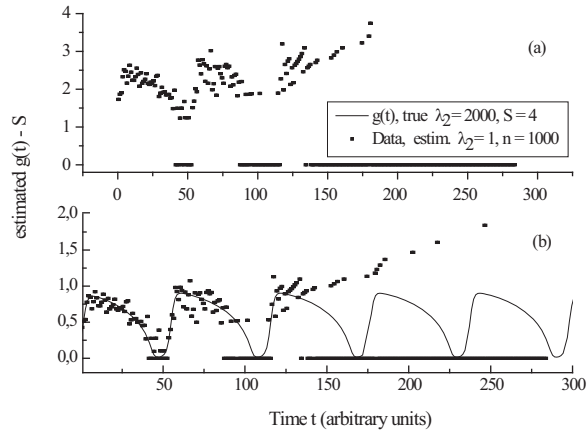 4
(a)
3
2
g(t), true λ2=2000, S=4
Data, estim. λ2=1, n=1000
1
0
0 50 100 150 200 250 300
estimated g(t) - S
2,0
(b)
1,5
1,0
0,5
0,0
50 100 150 200 250 300
Time t (arbitrary units)